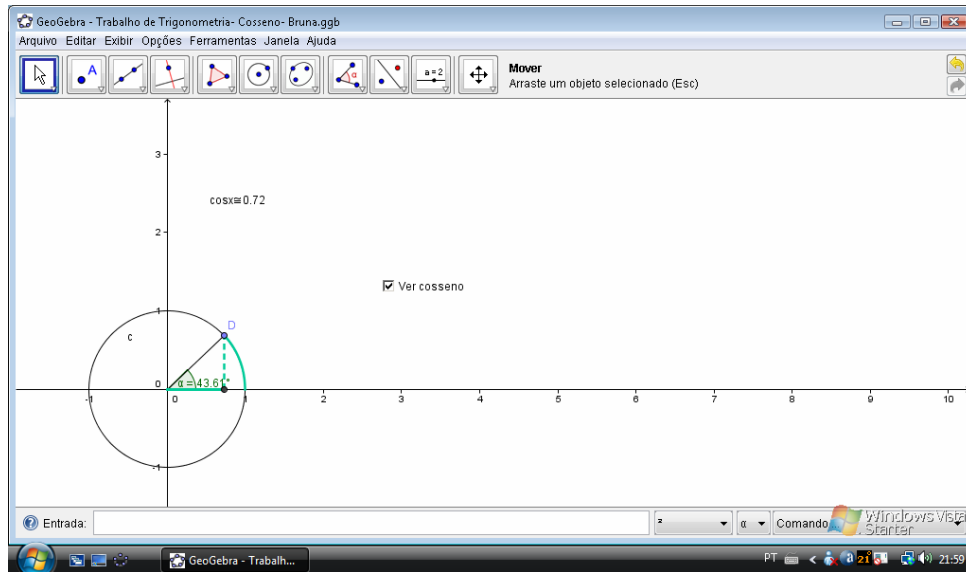 GeoGebra - Trabalho de Trigonometria- Cosseno- Bruna.ggb
Arquivo Editar Exibir Opções Ferramentas Janela Ajuda
A
α
a=2
Mover
Arraste um objeto selecionado (Esc)
3
cosx≅0.72
2
Ver cosseno
1
D
c
0
α = 43.61°
-1 0 1 2 3 4 5 6 7 8 9 10
-1
Entrada:
²
α
Comando
Windows Vista
Starter
GeoGebra - Trabalh...
PT
21°
21:59